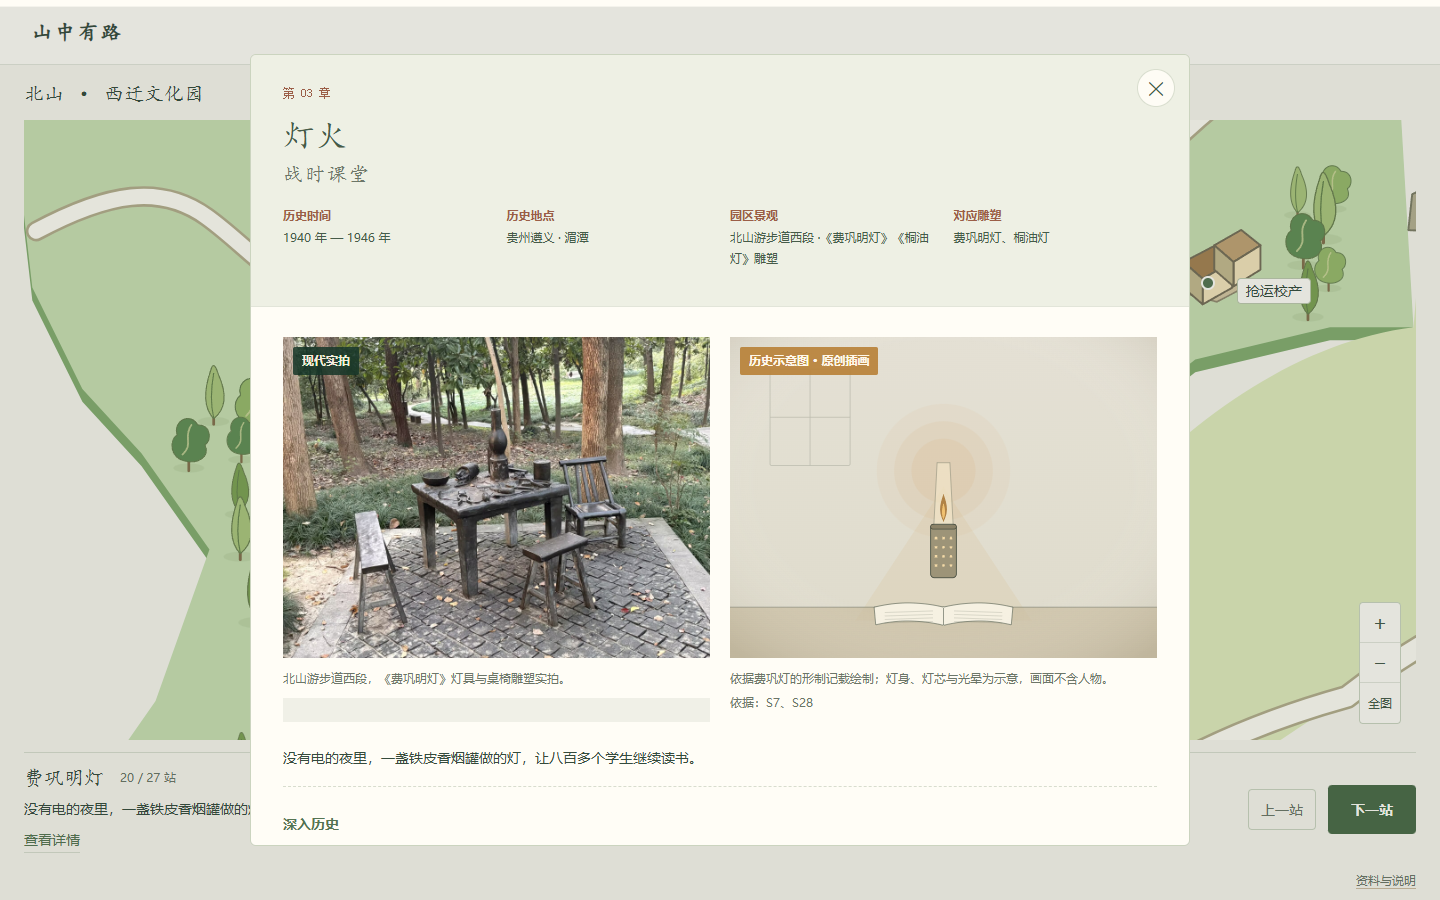 山中有路
北山 • 西迁文化园
第 03 章
灯火
战时课堂
历史时间
1940 年 — 1946 年
历史地点
贵州遵义 · 湄潭
园区景观
北山游步道西段 ·《费巩明灯》《桐油
灯》雕塑
对应雕塑
费巩明灯、桐油灯
抢运校产
现代实拍
历史示意图 • 原创插画
北山游步道西段，《费巩明灯》灯具与桌椅雕塑实拍。
依据费巩灯的形制记载绘制；灯身、灯芯与光晕为示意，画面不含人物。
依据：S7、S28
没有电的夜里，一盏铁皮香烟罐做的灯，让八百多个学生继续读书。
深入历史
+
−
全图
费巩明灯
20 / 27 站
没有电的夜里，一盏铁皮香烟罐做的
查看详情
上一站
下一站
资料与说明